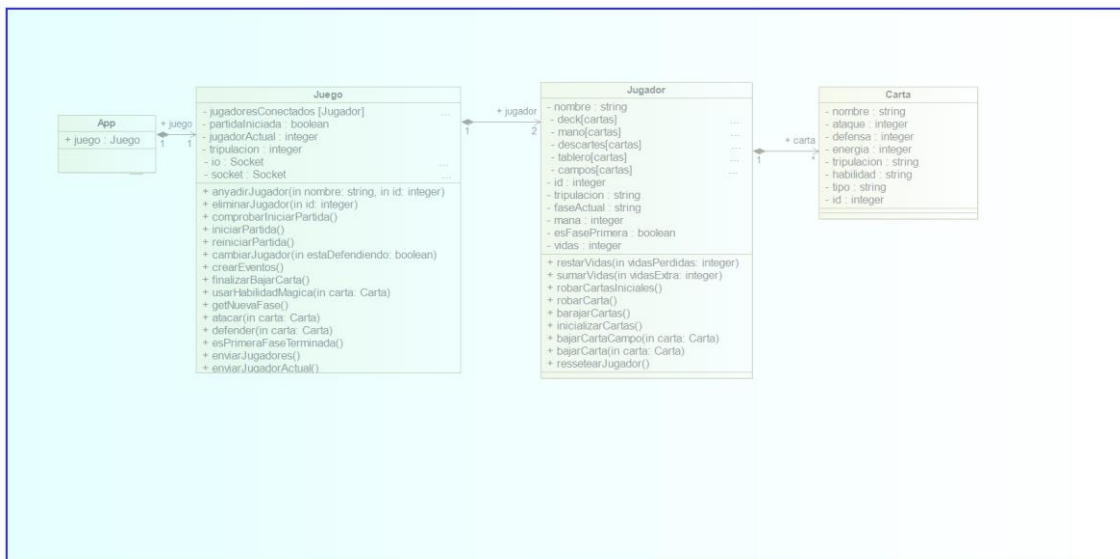 App
+ juego : Juego
+ juego
1
1
Juego
- jugadoresConectados [Jugador]
...
- partidaIniciada : boolean
- jugadorActual : integer
- tripulacion : integer
- io : Socket
...
- socket : Socket
...
+ anyadirJugador(in nombre: string, in id: integer)
+ eliminarJugador(in id: integer)
+ comprobarIniciarPartida()
+ iniciarPartida()
+ reiniciarPartida()
+ cambiarJugador(in estaDefendiendo: boolean)
+ crearEventos()
+ finalizarBajarCarta()
+ usarHabilidadMagica(in carta: Carta)
+ getNuevaFase()
+ atacar(in carta: Carta)
+ defender(in carta: Carta)
+ esPrimeraFaseTerminada()
+ enviarJugadores()
+ enviarJugadorActual()
+ jugador
1
2
Jugador
- nombre : string
- deck[cartas]
...
- mano[cartas]
...
- descartes[cartas]
...
- tablero[cartas]
...
- campos[cartas]
...
- id : integer
- tripulacion : string
- faseActual : string
- mana : integer
- esFasePrimera : boolean
- vidas : integer
+ restarVidas(in vidasPerdidas: integer)
+ sumarVidas(in vidasExtra: integer)
+ robarCartasIniciales()
+ robarCarta()
+ barajarCartas()
+ inicializarCartas()
+ bajarCartaCampo(in carta: Carta)
+ bajarCarta(in carta: Carta)
+ ressetearJugador()
+ carta
1
*
Carta
- nombre : string
- ataque : integer
- defensa : integer
- energia : integer
- tripulacion : string
- habilidad : string
- tipo : string
- id : integer
...